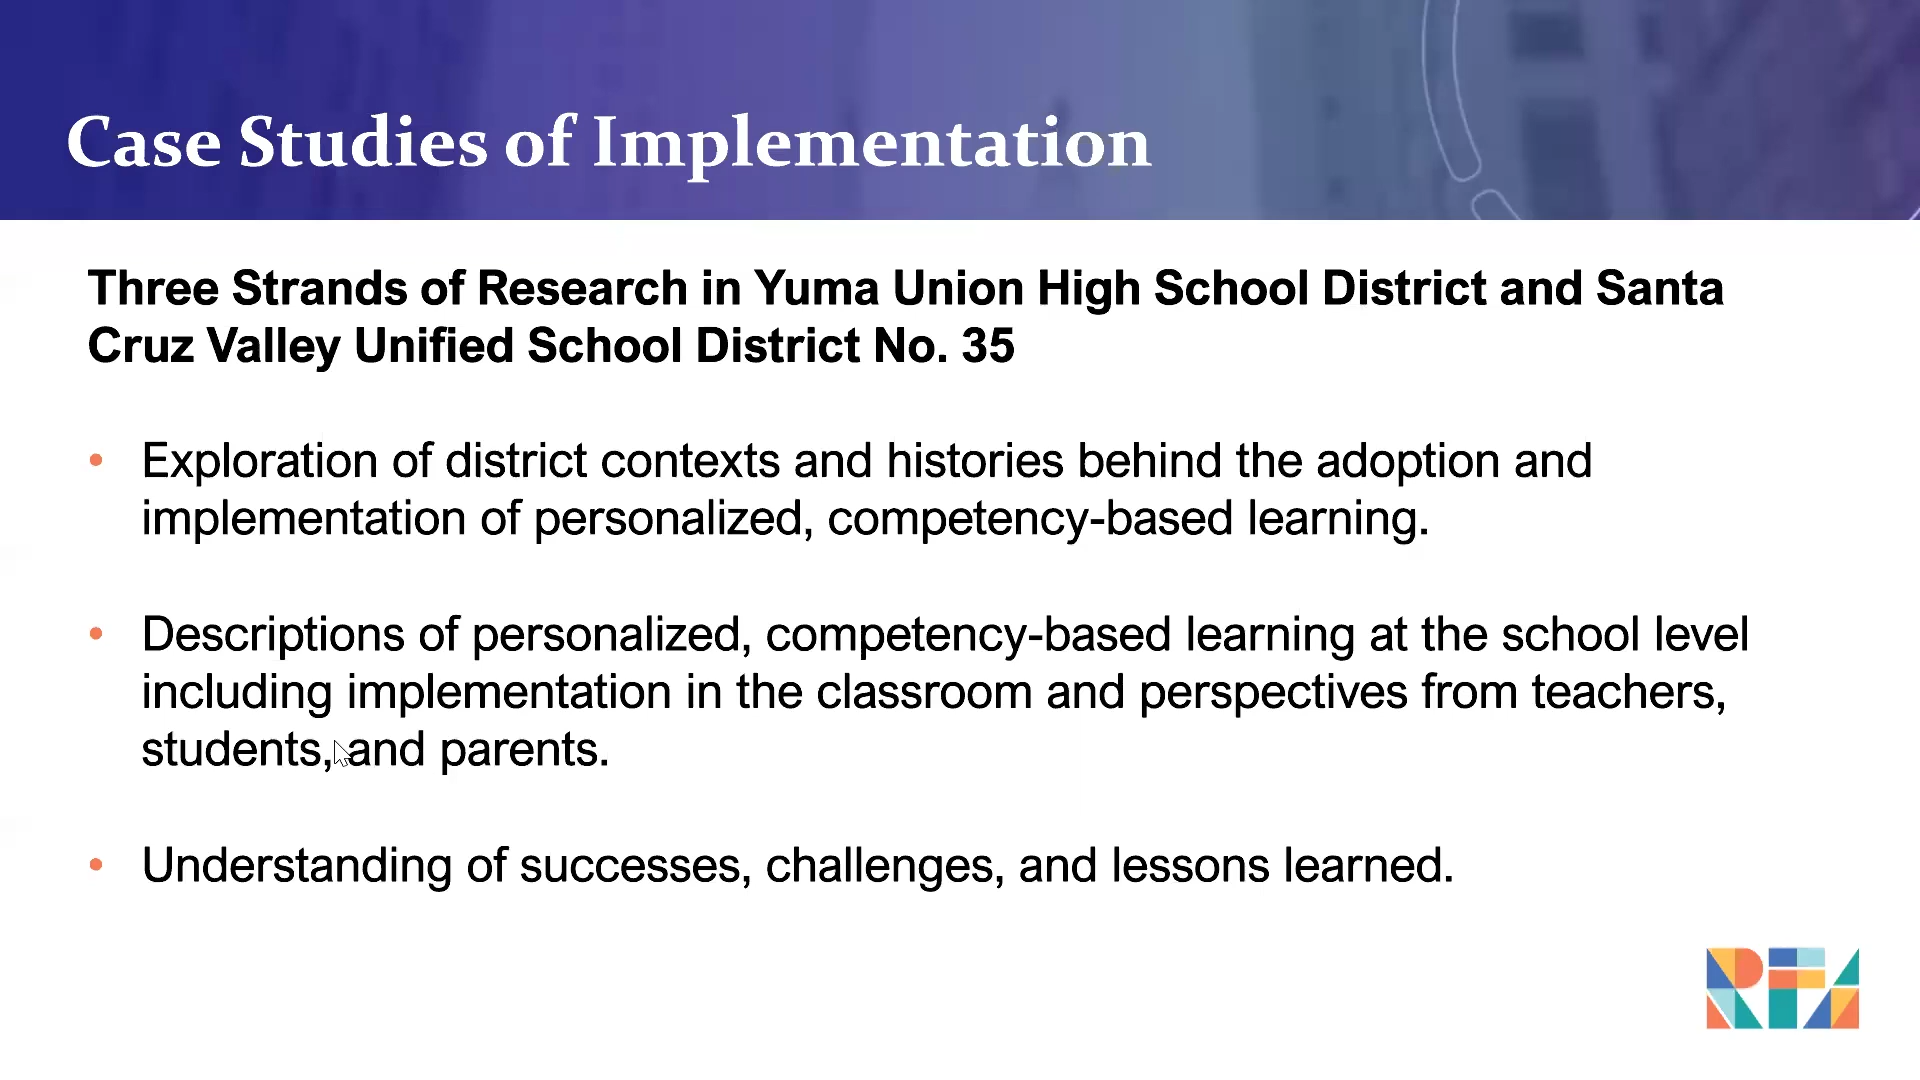 Case Studies of Implementation
Three Strands of Research in Yuma Union High School District and Santa
Cruz Valley Unified School District No. 35
• Exploration of district contexts and histories behind the adoption and
implementation of personalized, competency-based learning.
• Descriptions of personalized, competency-based learning at the school level
including implementation in the classroom and perspectives from teachers,
students, and parents.
• Understanding of successes, challenges, and lessons learned.
RFA